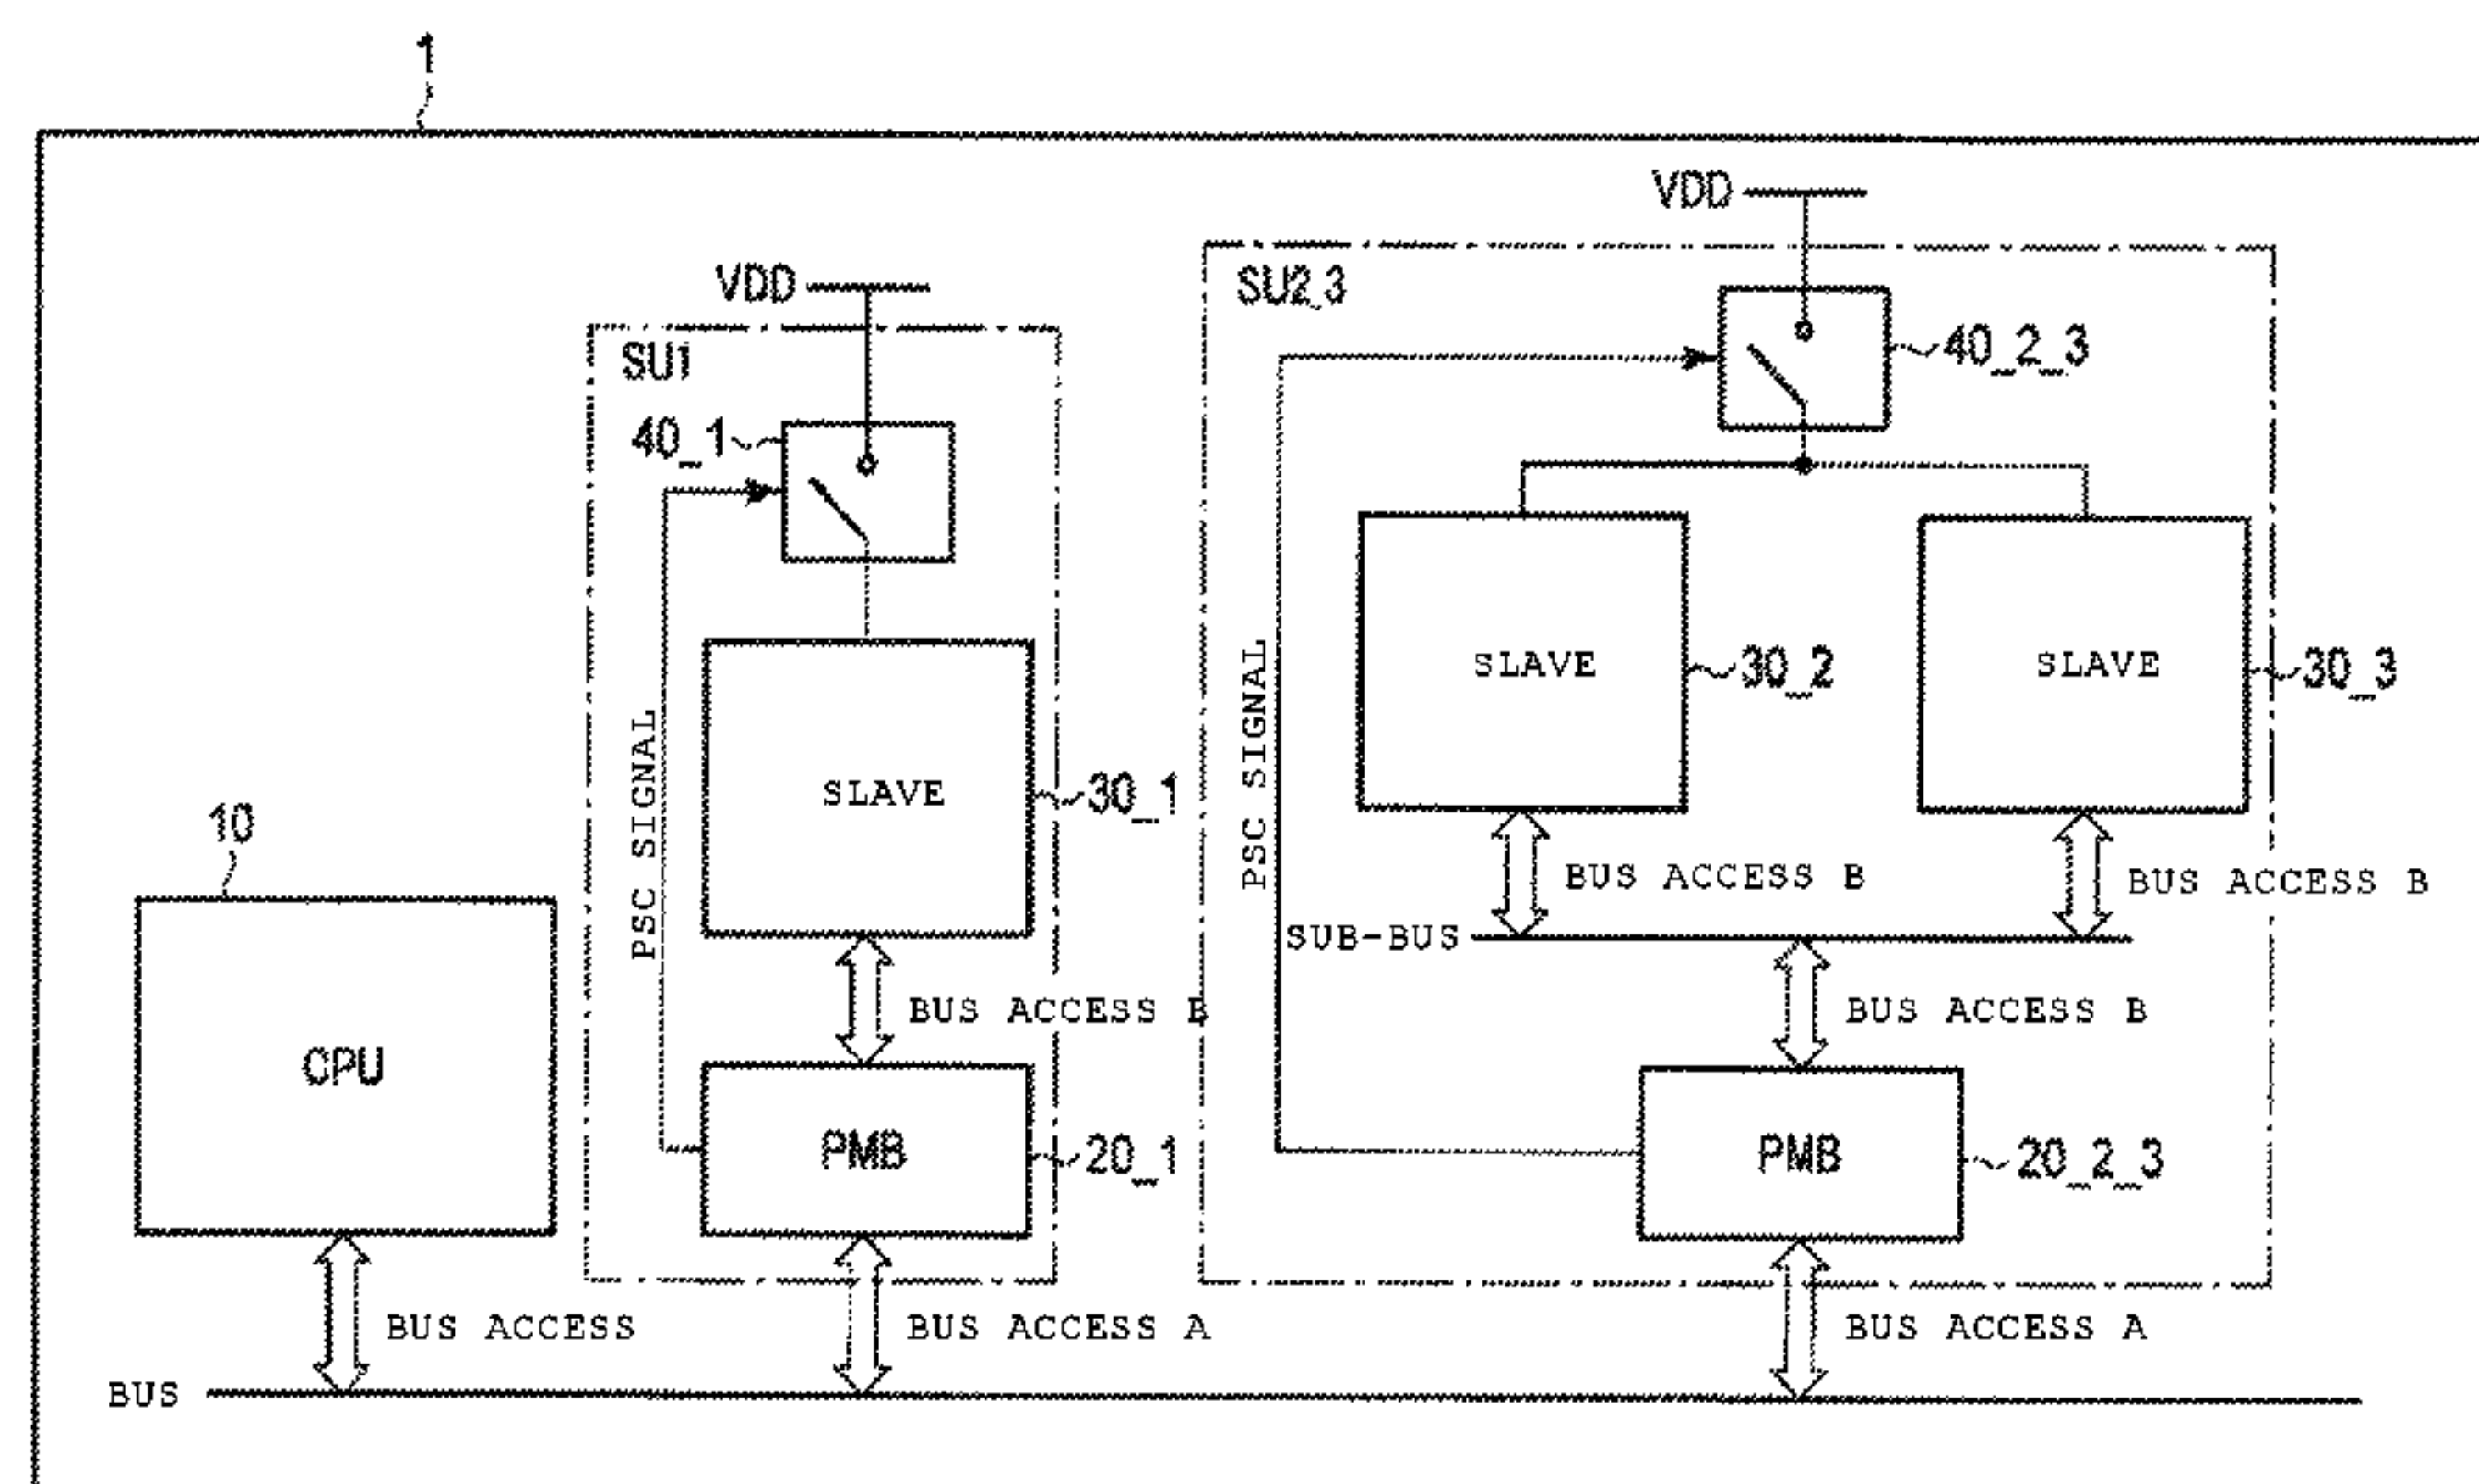 1
VDD
SU2_3
40_2_3
VDD
SU1
40_1
PSC SIGNAL
SLAVE
30_1
PSC SIGNAL
SLAVE
30_2
SLAVE
30_3
BUS ACCESS B
BUS ACCESS B
SUB-BUS
10
CPU
BUS ACCESS B
BUS ACCESS B
PMB
20_1
PMB
20_2_3
BUS ACCESS
BUS ACCESS A
BUS ACCESS A
BUS